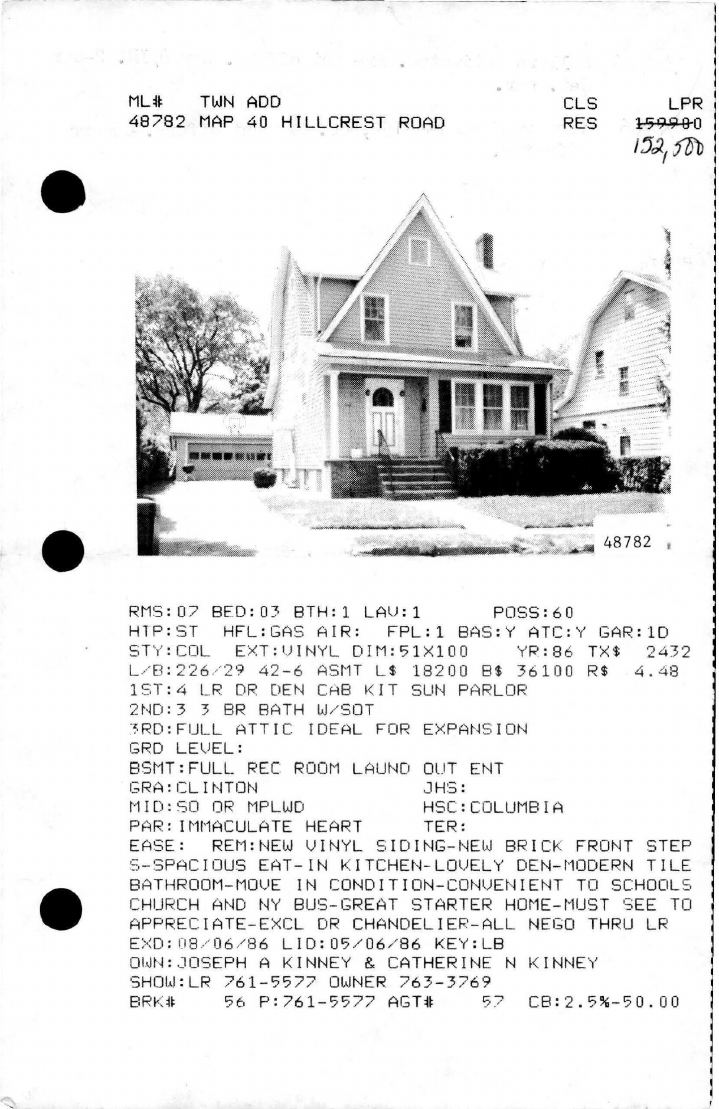 ML# TWN ADD CLS LPR
48782 MAP 40 HILLCREST ROAD RES 159900
152,500
48782
RMS:07 BED:03 BTH:1 LAV:1 POSS:60
HTP:ST HFL:GAS AIR: FPL:1 BAS:Y ATC:Y GAR:1D
STY:COL EXT:VINYL DIM:51X100 YR:86 TX$ 2432
L/B:226/29 42-6 ASMT L$ 18200 B$ 36100 R$ 4.48
1ST:4 LR DR DEN CAB KIT SUN PARLOR
2ND:3 3 BR BATH W/SOT
3RD:FULL ATTIC IDEAL FOR EXPANSION
GRD LEVEL:
BSMT:FULL REC ROOM LAUND OUT ENT
GRA:CLINTON JHS:
MID:SO OR MPLWD HSC:COLUMBIA
PAR:IMMACULATE HEART TER:
EASE: REM:NEW VINYL SIDING-NEW BRICK FRONT STEP
S-SPACIOUS EAT-IN KITCHEN-LOVELY DEN-MODERN TILE
BATHROOM-MOVE IN CONDITION-CONVENIENT TO SCHOOLS
CHURCH AND NY BUS-GREAT STARTER HOME-MUST SEE TO
APPRECIATE-EXCL DR CHANDELIER-ALL NEGO THRU LR
EXD:08/06/86 LID:05/06/86 KEY:LB
OWN:JOSEPH A KINNEY & CATHERINE N KINNEY
SHOW:LR 761-5577 OWNER 763-3769
BRK# 56 P:761-5577 AGT# 57 CB:2.5%-50.00